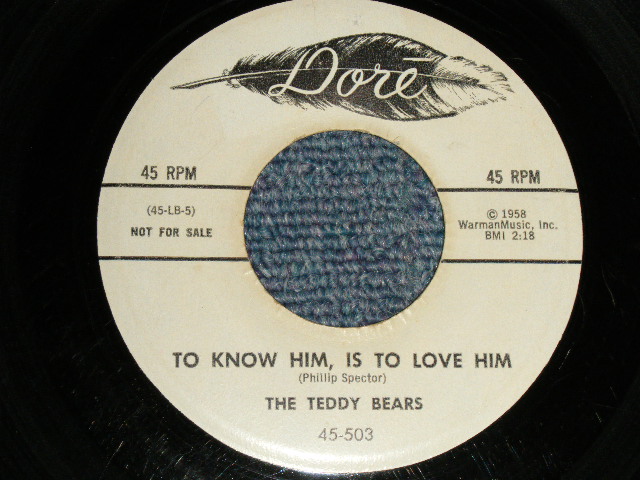 Doré
45 RPM
45 RPM
(45-LB-5)
NOT FOR SALE
© 1958
WarmanMusic, Inc.
BMI 2:18
TO KNOW HIM, IS TO LOVE HIM
(Phillip Spector)
THE TEDDY BEARS
45-503